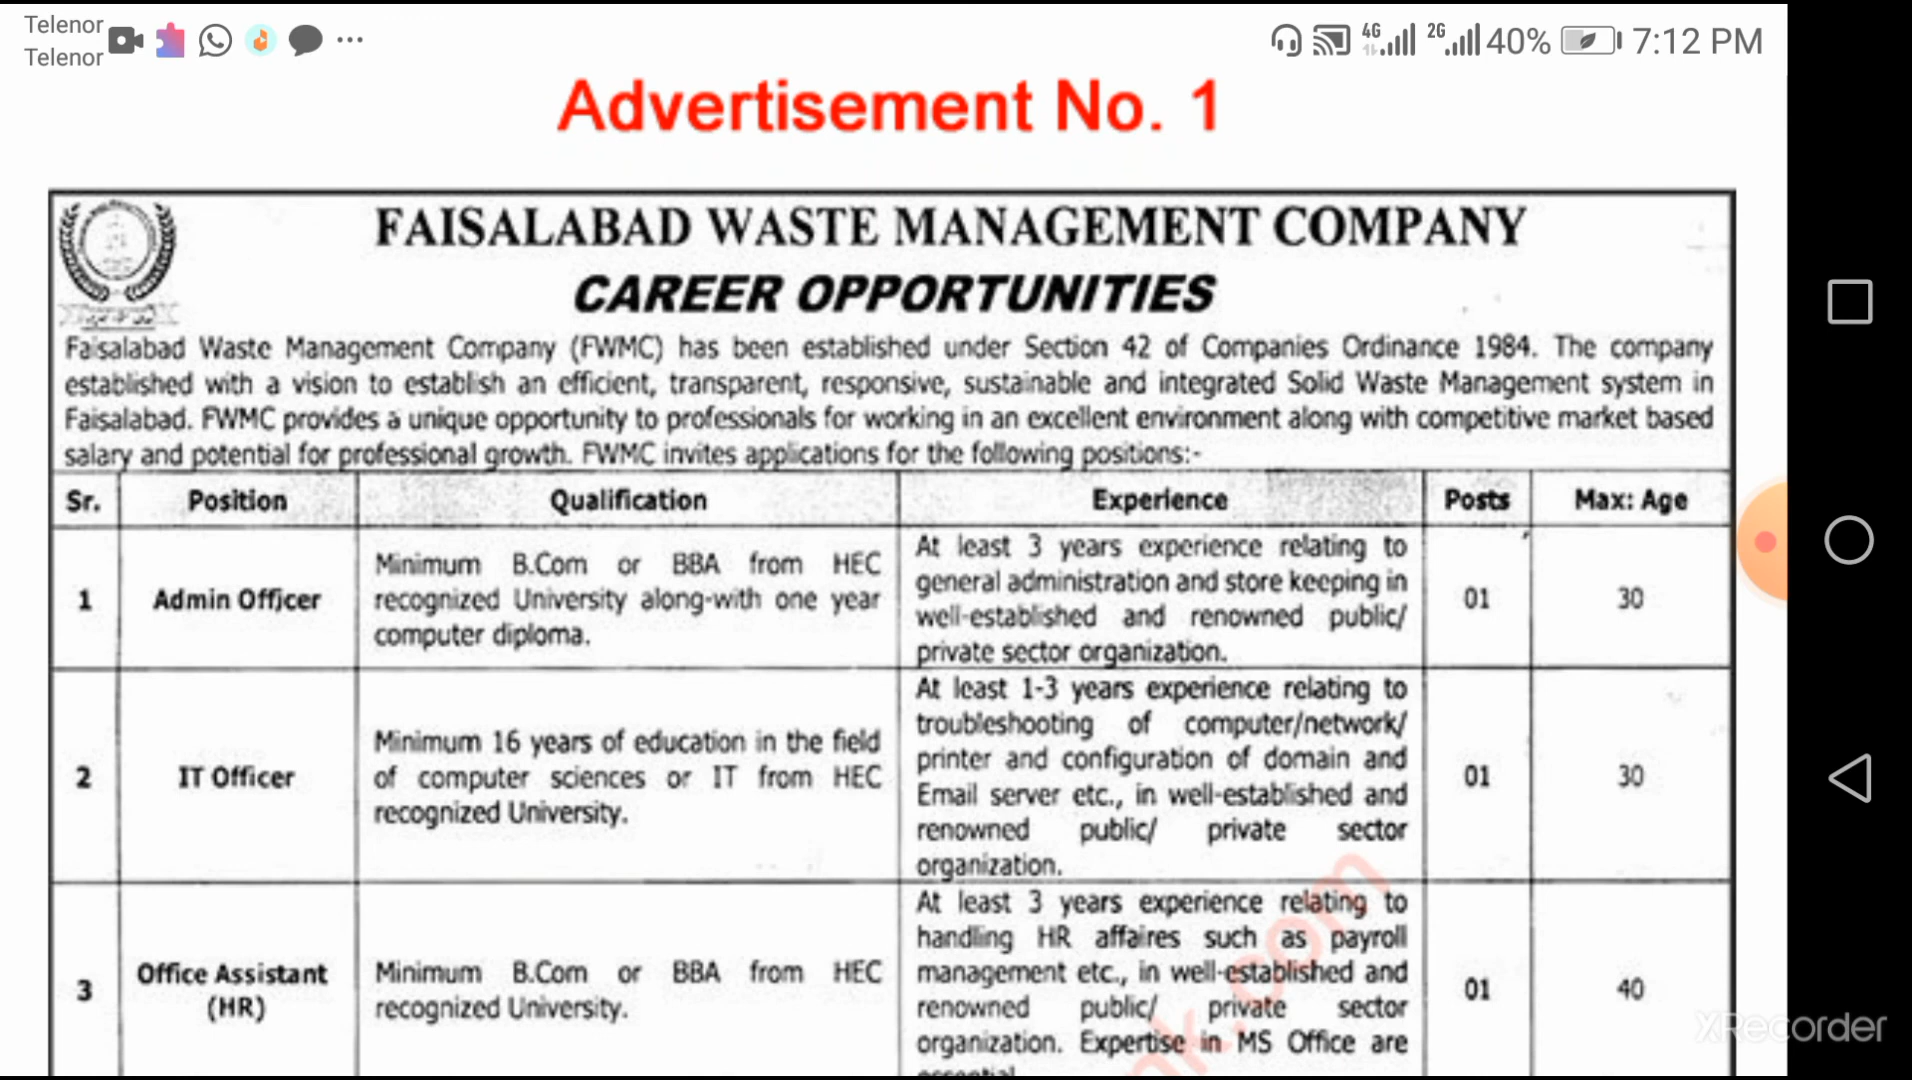 Telenor
Telenor
4G
2G
40%
7:12 PM
Advertisement No. 1
FAISALABAD WASTE MANAGEMENT COMPANY
CAREER OPPORTUNITIES
Faisalabad Waste Management Company (FWMC) has been established under Section 42 of Companies Ordinance 1984. The company
established with a vision to establish an efficient, transparent, responsive, sustainable and integrated Solid Waste Management system in
Faisalabad. FWMC provides a unique opportunity to professionals for working in an excellent environment along with competitive market based
salary and potential for professional growth. FWMC invites applications for the following positions:-
Sr. Position Qualification Experience Posts Max: Age
1
Admin Officer
Minimum B.Com or BBA from HEC
recognized University along-with one year
computer diploma.
At least 3 years experience relating to
general administration and store keeping in
well-established and renowned public/
private sector organization.
01
30
2
IT Officer
Minimum 16 years of education in the field
of computer sciences or IT from HEC
recognized University.
At least 1-3 years experience relating to
troubleshooting of computer/network/
printer and configuration of domain and
Email server etc., in well-established and
renowned public/ private sector
organization.
01
30
3
Office Assistant
(HR)
Minimum B.Com or BBA from HEC
recognized University.
At least 3 years experience relating to
handling HR affaires such as payroll
management etc., in well-established and
renowned public/ private sector
organization. Expertise in MS Office are
essential
01
40
nk.com
XRecorder